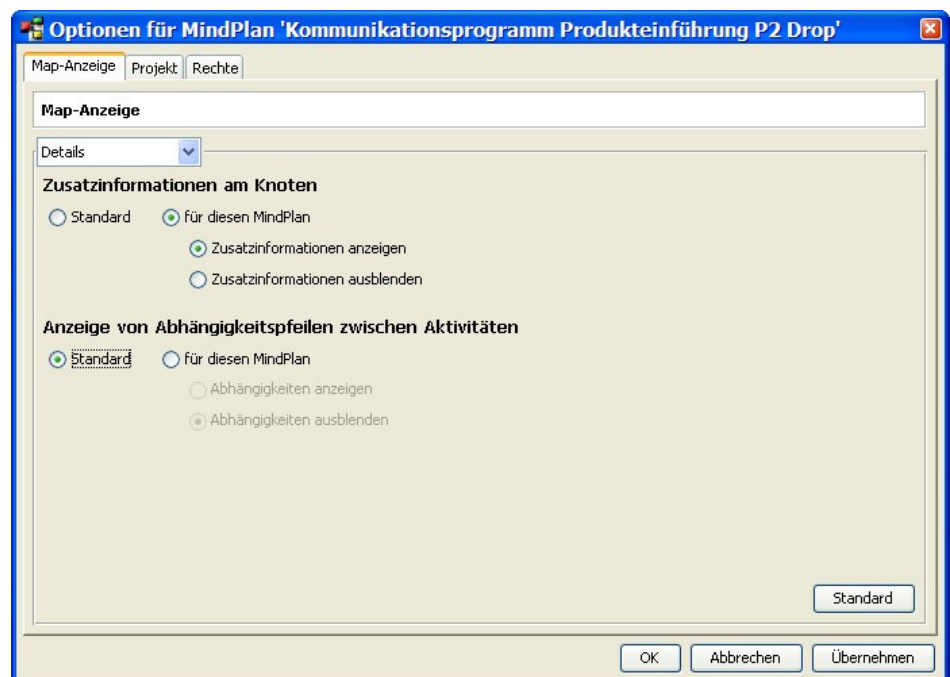 Optionen für MindPlan 'Kommunikationsprogramm Produkteinführung P2 Drop'
Map-Anzeige Projekt Rechte
Map-Anzeige
Details
Zusatzinformationen am Knoten
Standard für diesen MindPlan
Zusatzinformationen anzeigen
Zusatzinformationen ausblenden
Anzeige von Abhängigkeitspfeilen zwischen Aktivitäten
Standard für diesen MindPlan
Abhängigkeiten anzeigen
Abhängigkeiten ausblenden
Standard
OK Abbrechen Übernehmen